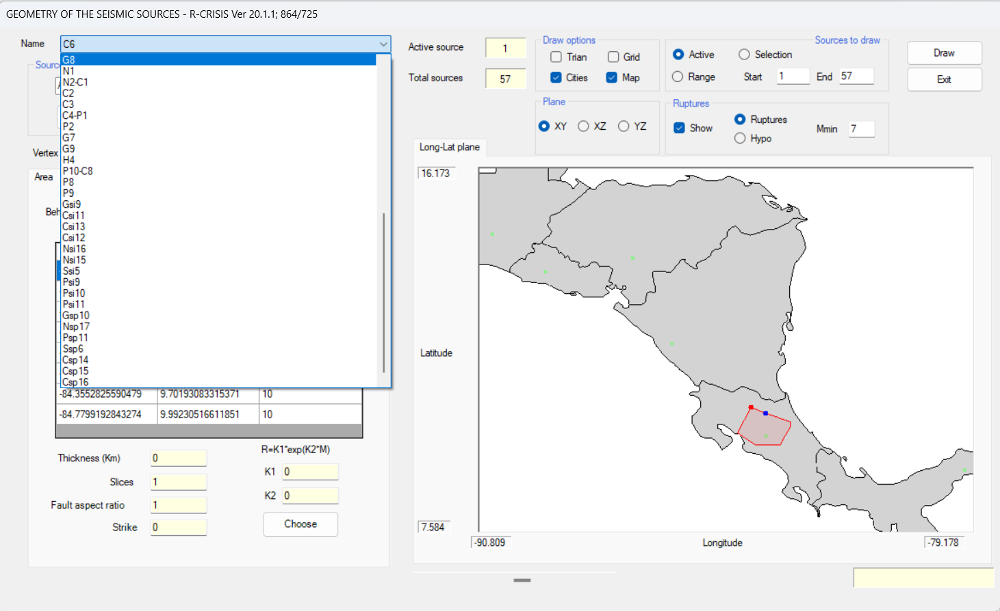 GEOMETRY OF THE SEISMIC SOURCES - R-CRISIS Ver 20.1.1; 864/725
Name C6
G8
N1
N2-C1
C2
C3
C4-P1
P2
G7
G9
H4
P10-C8
P8
P9
Gsi9
Csi11
Csi13
Csi12
Nsi16
Nsi15
Ssi5
Psi9
Psi10
Psi11
Gsp10
Nsp17
Psp11
Ssp6
Csp14
Csp15
Csp16
Sourc
Vertex
Area
Beh
-84.3552825590479 9.70193083315371 10
-84.7799192843274 9.99230516611851 10
Thickness (Km) 0
Slices 1
Fault aspect ratio 1
Strike 0
R=K1*exp(K2*M)
K1 0
K2 0
Choose
Active source 1
Total sources 57
Draw options
Trian Grid
Cities Map
Sources to draw
Active Selection
Range Start 1 End 57
Draw
Exit
Plane
XY XZ YZ
Ruptures
Show Ruptures
Hypo
Mmin 7
Long-Lat plane
16.173
Latitude
7.584
-90.809 Longitude -79.178